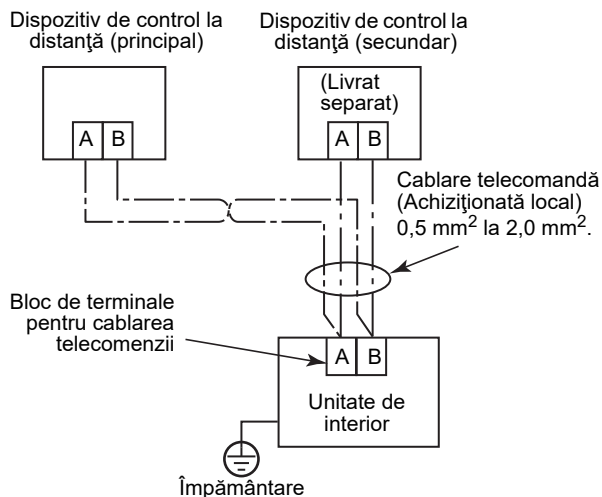 Dispozitiv de control la
distanţă (principal)
Dispozitiv de control la
distanţă (secundar)
(Livrat
separat)
A B
A B
Cablare telecomandă
(Achiziţionată local)
0,5 mm² la 2,0 mm².
Bloc de terminale
pentru cablarea
telecomenzii
A B
Unitate de
interior
Împământare